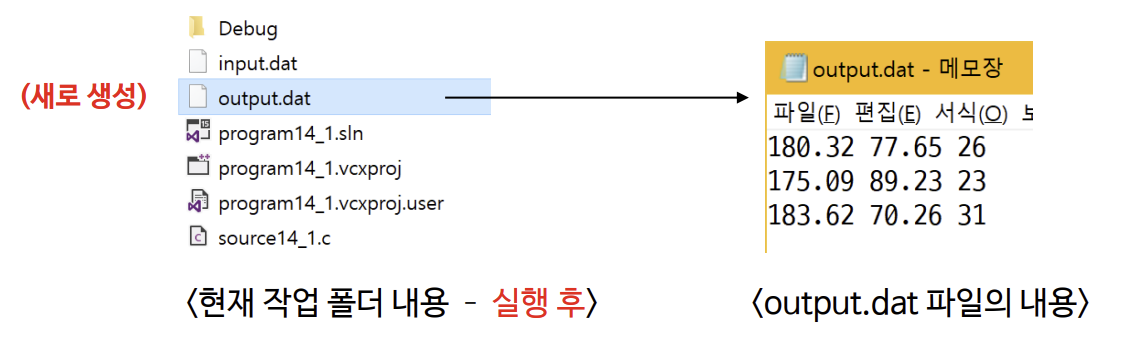 (새로 생성)
Debug
input.dat
output.dat
program14_1.sln
program14_1.vcxproj
program14_1.vcxproj.user
source14_1.c
<현재 작업 폴더 내용 - 실행 후>
output.dat - 메모장
파일(F) 편집(E) 서식(O)
180.32 77.65 26
175.09 89.23 23
183.62 70.26 31
<output.dat 파일의 내용>